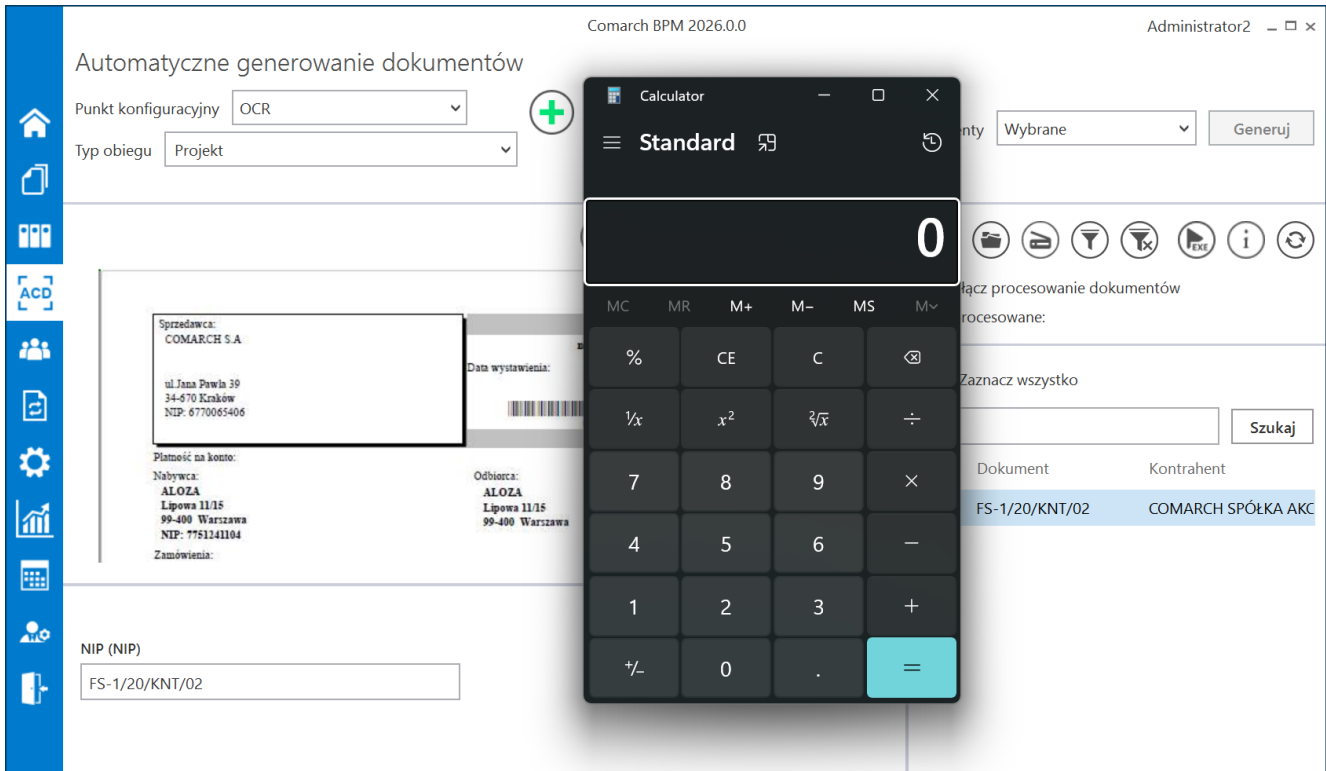 Comarch BPM 2026.0.0
Administrator2
Automatyczne generowanie dokumentów
Punkt konfiguracyjny
OCR
Typ obiegu
Projekt
Wybrane
Generuj
ACD
Sprzedawca:
COMARCH S.A
ul.Jana Pawla 39
34-670 Kraków
NIP: 6770065406
Data wystawienia:
Płatność na konto:
Nabywca:
ALOZA
Lipowa 11/15
99-400 Warszawa
NIP: 7751241104
Zamówienia:
Odbiorca:
ALOZA
Lipowa 11/15
99-400 Warszawa
NIP (NIP)
FS-1/20/KNT/02
Calculator
Standard
0
MC MR M+ M− MS M
% CE C
¹/x x² ²√x ÷
7 8 9 ×
4 5 6 −
1 2 3 +
+/− 0 . =
EXE
łącz procesowanie dokumentów
rocesowane:
Zaznacz wszystko
Szukaj
Dokument Kontrahent
FS-1/20/KNT/02 COMARCH SPÓŁKA AKC